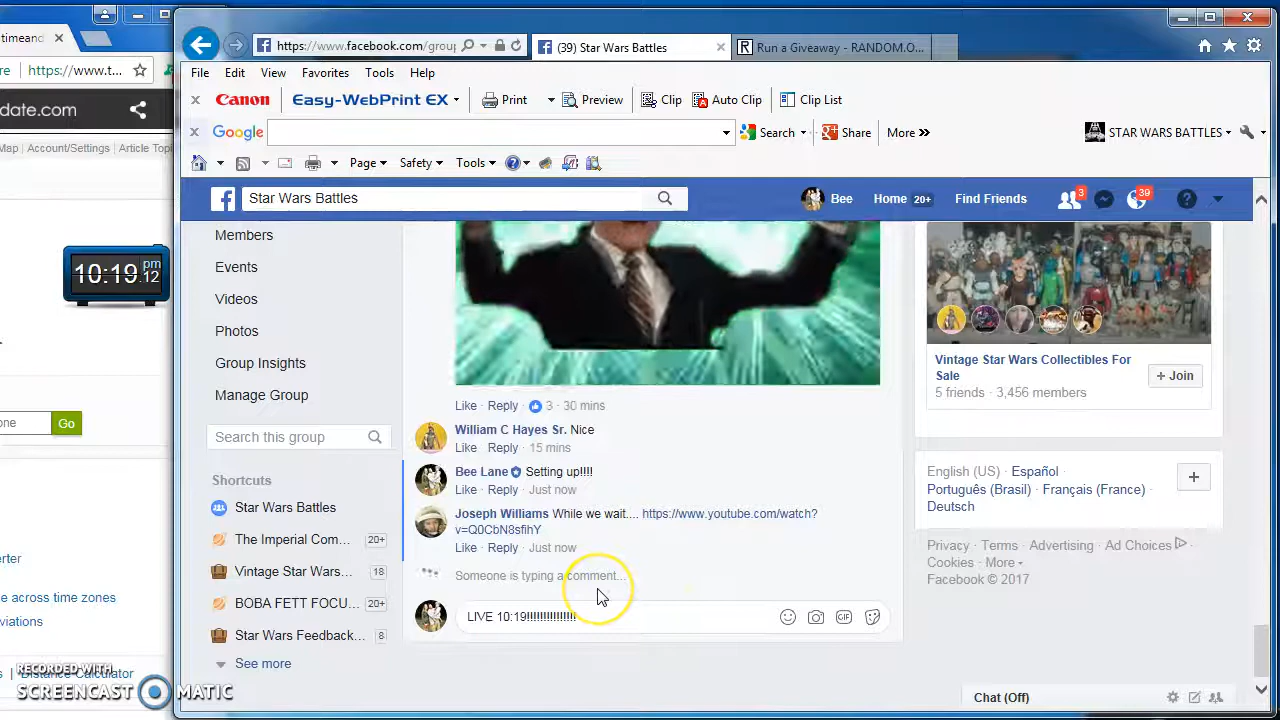 timeand
https://www.t...
date.com
Map Account/Settings Article Topi
10:19 pm .12
one Go
erter
e across time zones
viations
s Distance Calculator
RECORDED WITH
SCREENCAST MATIC
https://www.facebook.com/grou
(39) Star Wars Battles
Run a Giveaway - RANDOM.O...
File Edit View Favorites Tools Help
Canon Easy-WebPrint EX Print Preview Clip Auto Clip Clip List
Google Search Share More » STAR WARS BATTLES
Page Safety Tools
Star Wars Battles
Bee Home 20+ Find Friends 3 39
Members
Events
Videos
Photos
Group Insights
Manage Group
Search this group
Shortcuts
Star Wars Battles
The Imperial Com... 20+
Vintage Star Wars... 18
BOBA FETT FOCU... 20+
Star Wars Feedback... 8
See more
Like · Reply · 3 · 30 mins
William C Hayes Sr. Nice
Like · Reply · 15 mins
Bee Lane Setting up!!!!
Like · Reply · Just now
Joseph Williams While we wait.... https://www.youtube.com/watch?
v=Q0CbN8sfihY
Like · Reply · Just now
Someone is typing a comment...
LIVE 10:19!!!!!!!!!!!!!!!!
GIF
Vintage Star Wars Collectibles For
Sale
5 friends · 3,456 members
+ Join
English (US) · Español ·
Português (Brasil) · Français (France) ·
Deutsch
Privacy · Terms · Advertising · Ad Choices ·
Cookies · More
Facebook © 2017
Chat (Off)